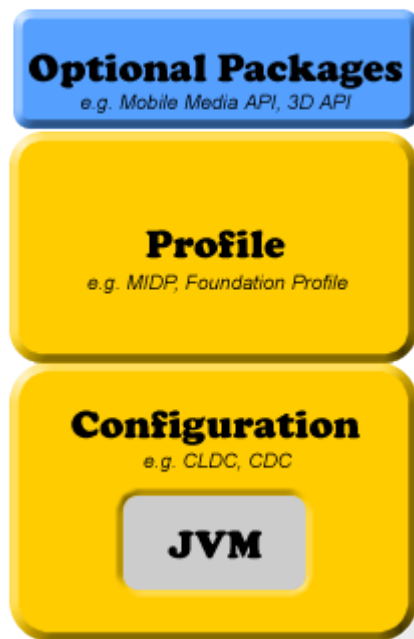 Optional Packages
e.g. Mobile Media API, 3D API
Profile
e.g. MIDP, Foundation Profile
Configuration
e.g. CLDC, CDC
JVM